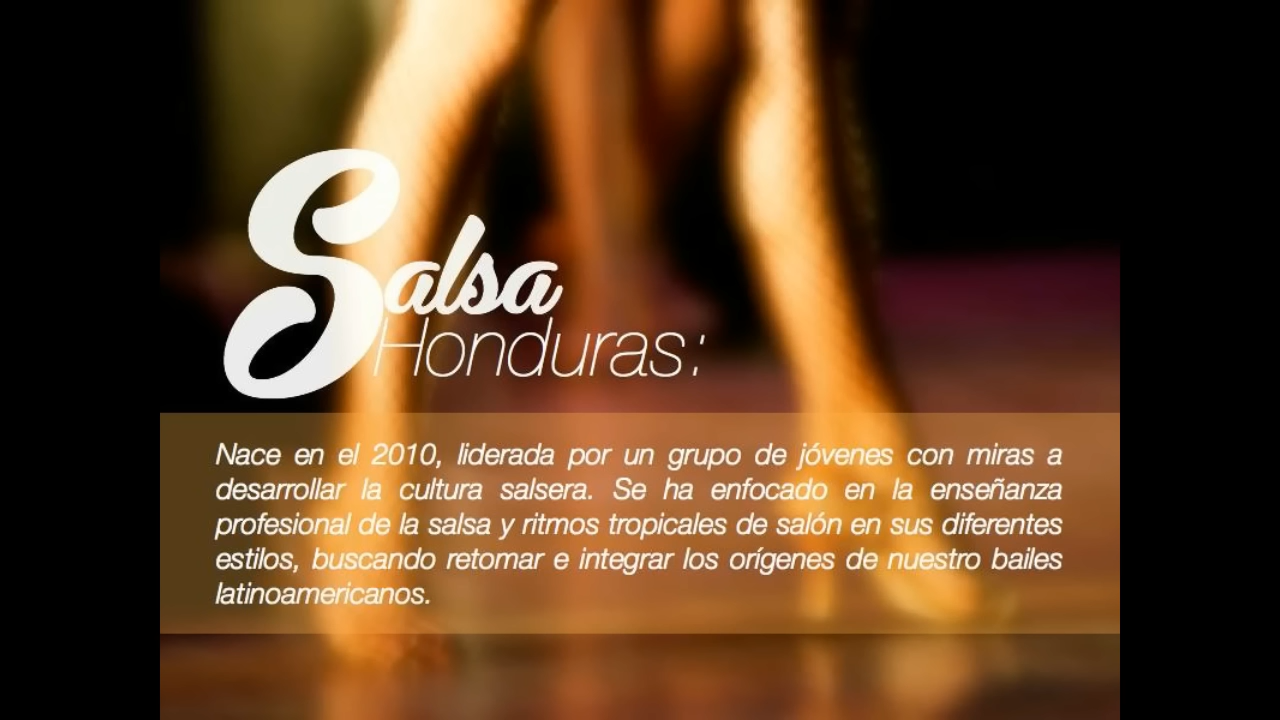 Salsa
Honduras:
Nace en el 2010, liderada por un grupo de jóvenes con miras a
desarrollar la cultura salsera. Se ha enfocado en la enseñanza
profesional de la salsa y ritmos tropicales de salón en sus diferentes
estilos, buscando retomar e integrar los orígenes de nuestro bailes
latinoamericanos.